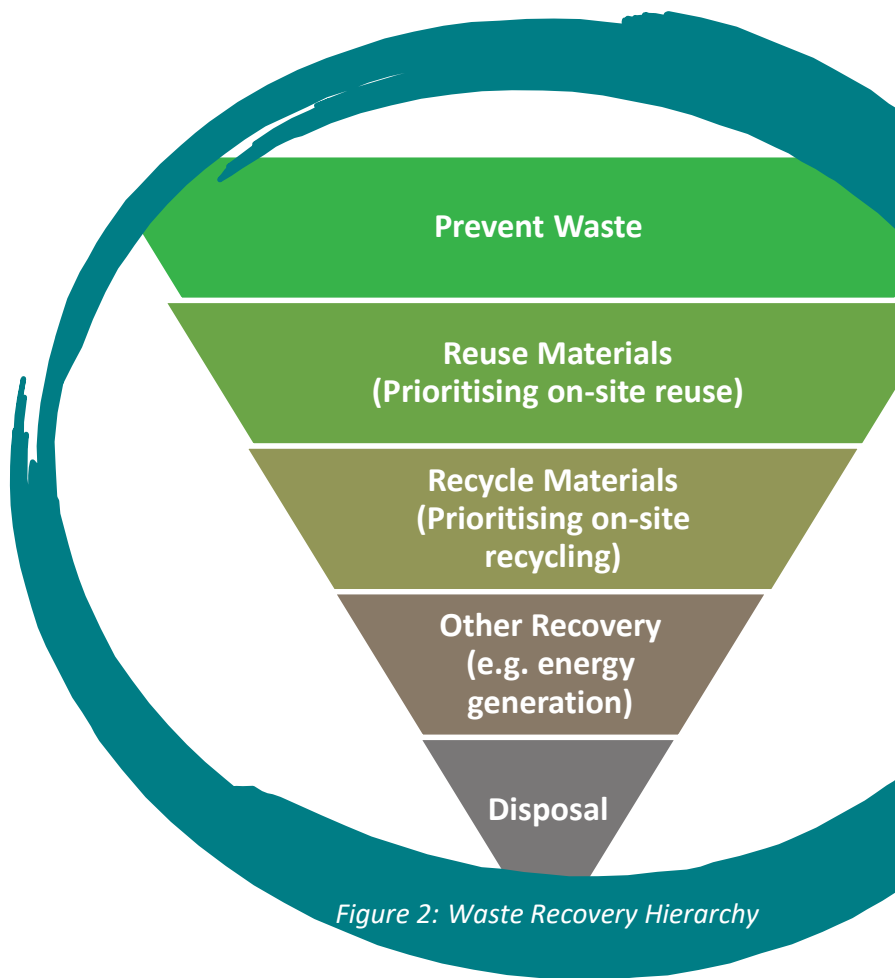 Prevent Waste
Reuse Materials
(Prioritising on-site reuse)
Recycle Materials
(Prioritising on-site
recycling)
Other Recovery
(e.g. energy
generation)
Disposal
Figure 2: Waste Recovery Hierarchy